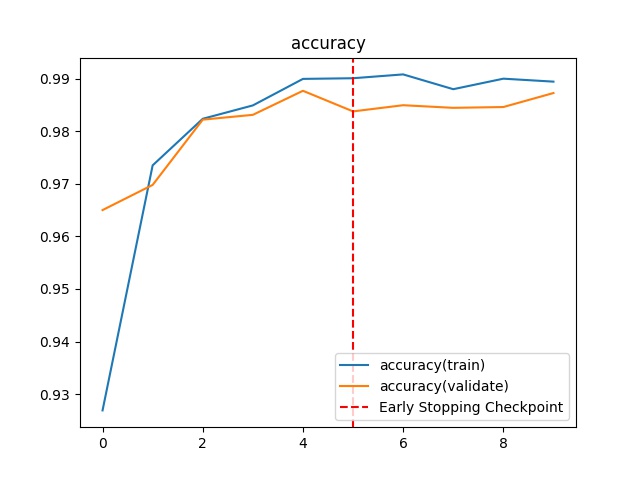 accuracy
0.99
0.98
0.97
0.96
0.95
0.94
0.93
accuracy(train)
accuracy(validate)
Early Stopping Checkpoint
0 2 4 6 8